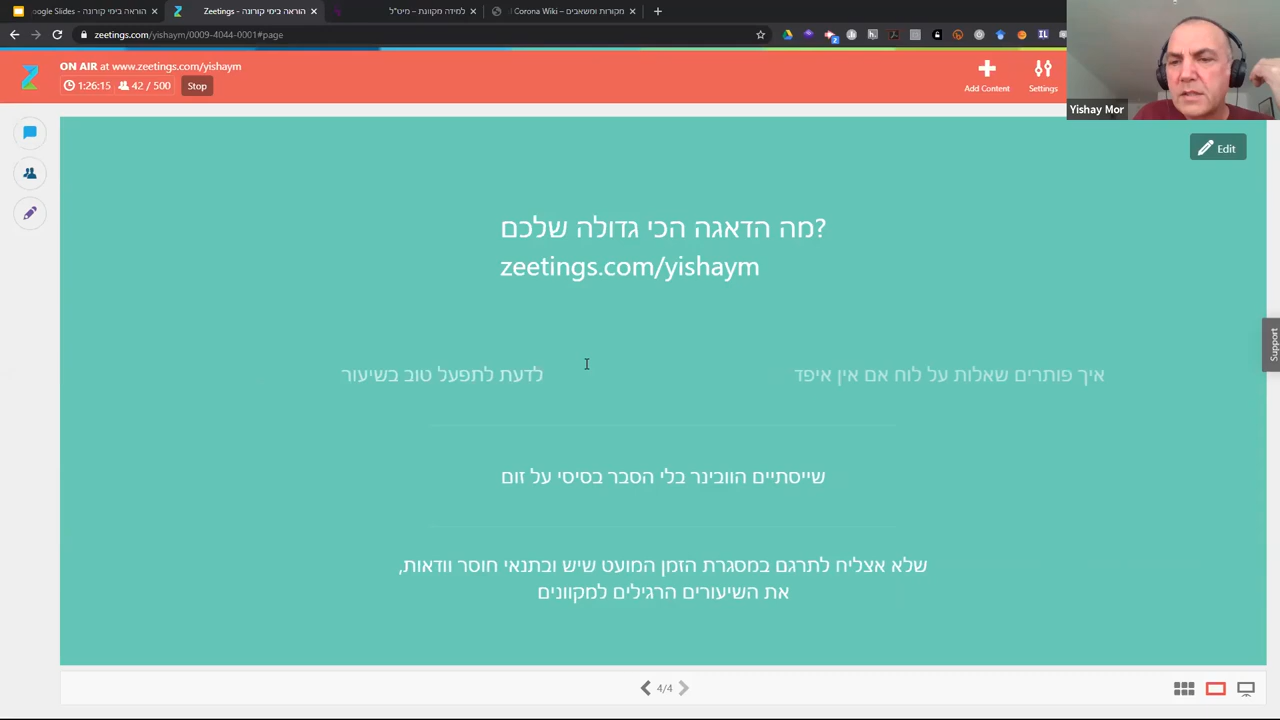 Google Slides - הוראה בימי קורונה
Zeetings - הוראה בימי קורונה
למידה מקוונת - מיט"ל
Corona Wiki - מקורות ומשאבים
zeetings.com/yishaym/0009-4044-0001#page
ON AIR at www.zeetings.com/yishaym
1:26:15 42 / 500 Stop
Add Content
Settings
Yishay Mor
Edit
מה הדאגה הכי גדולה שלכם?
zeetings.com/yishaym
איך פותרים שאלות על לוח אם אין איפד
לדעת לתפעל טוב בשיעור
שייסתיים הוובינר בלי הסבר בסיסי על זום
שלא אצליח לתרגם במסגרת הזמן המועט שיש ובתנאי חוסר וודאות,
את השיעורים הרגילים למקוונים
Support
4/4